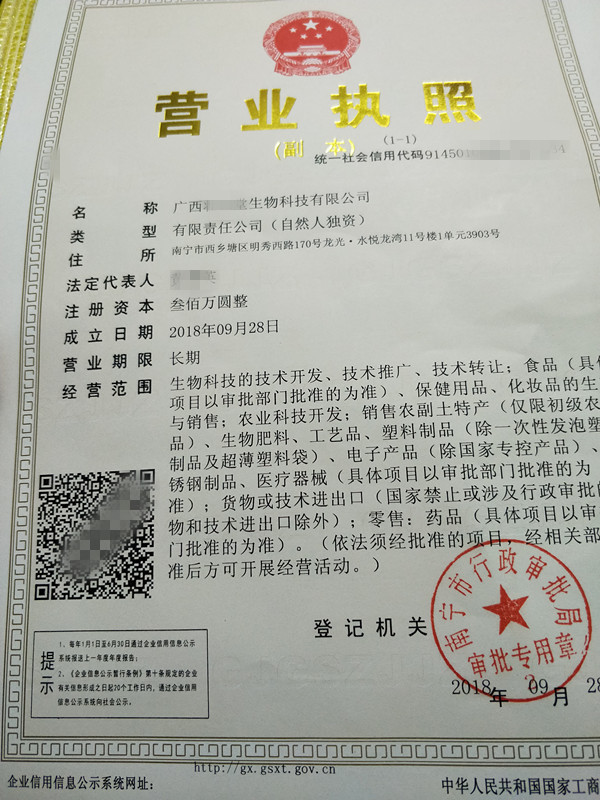 营业执照
(副 本)
(1-1)
统一社会信用代码91450
名 称 广西 生物科技有限公司
类 型 有限责任公司（自然人独资）
住 所 南宁市西乡塘区明秀西路170号龙光·水悦龙湾11号楼1单元3903号
法定代表人 英
注册资本 叁佰万圆整
成立日期 2018年09月28日
营业期限 长期
经营范围 生物科技的技术开发、技术推广、技术转让；食品（具
项目以审批部门批准的为准）、保健用品、化妆品的生
与销售；农业科技开发；销售农副土特产（仅限初级农
品）、生物肥料、工艺品、塑料制品（除一次性发泡塑
制品及超薄塑料袋）、电子产品（除国家专控产品）、
锈钢制品、医疗器械（具体项目以审批部门批准的为
准）；货物或技术进出口（国家禁止或涉及行政审批的
物和技术进出口除外）；零售：药品（具体项目以审
门批准的为准）。（依法须经批准的项目，经相关部
准后方可开展经营活动。）
登记机关
南宁市行政审批局
审批专用章
2018年09月28
提示
1、每年1月1日至6月30日通过企业信用信息公示
系统报送上一年度年度报告；
2、《企业信息公示暂行条例》第十条规定的企业
有关信息形成之日起20个工作日内，通过企业信用
信息公示系统向社会公示。
企业信用信息公示系统网址：
http://gx.gsxt.gov.cn
中华人民共和国国家工商